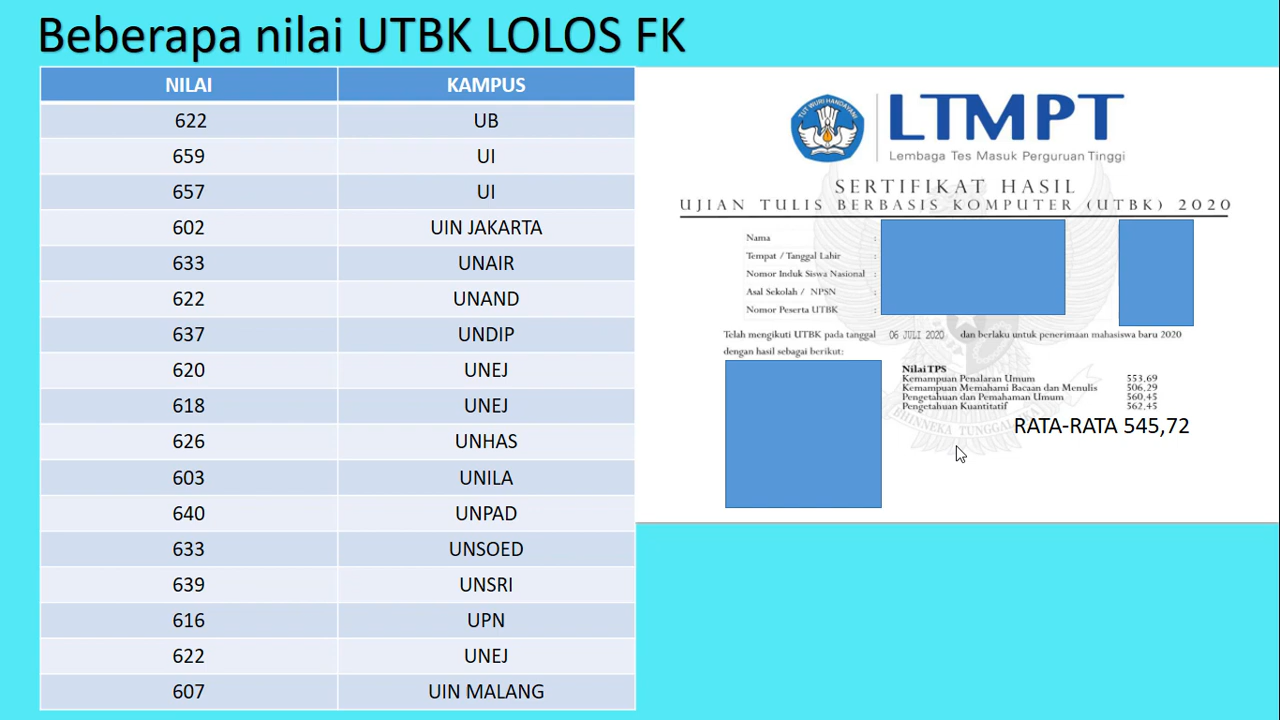 Beberapa nilai UTBK LOLOS FK
NILAI KAMPUS
622 UB
659 UI
657 UI
602 UIN JAKARTA
633 UNAIR
622 UNAND
637 UNDIP
620 UNEJ
618 UNEJ
626 UNHAS
603 UNILA
640 UNPAD
633 UNSOED
639 UNSRI
616 UPN
622 UNEJ
607 UIN MALANG
TUT WURI HANDAYANI
LTMPT
Lembaga Tes Masuk Perguruan Tinggi
SERTIFIKAT HASIL
UJIAN TULIS BERBASIS KOMPUTER (UTBK) 2020
Nama :
Tempat / Tanggal Lahir :
Nomor Induk Siswa Nasional :
Asal Sekolah / NPSN :
Nomor Peserta UTBK :
Telah mengikuti UTBK pada tanggal 06 JULI 2020 dan berlaku untuk penerimaan mahasiswa baru 2020
dengan hasil sebagai berikut:
Nilai TPS
Kemampuan Penalaran Umum 553,69
Kemampuan Memahami Bacaan dan Menulis 506,29
Pengetahuan dan Pemahaman Umum 560,45
Pengetahuan Kuantitatif 562,45
BHINNEKA TUNGGAL
RATA-RATA 545,72